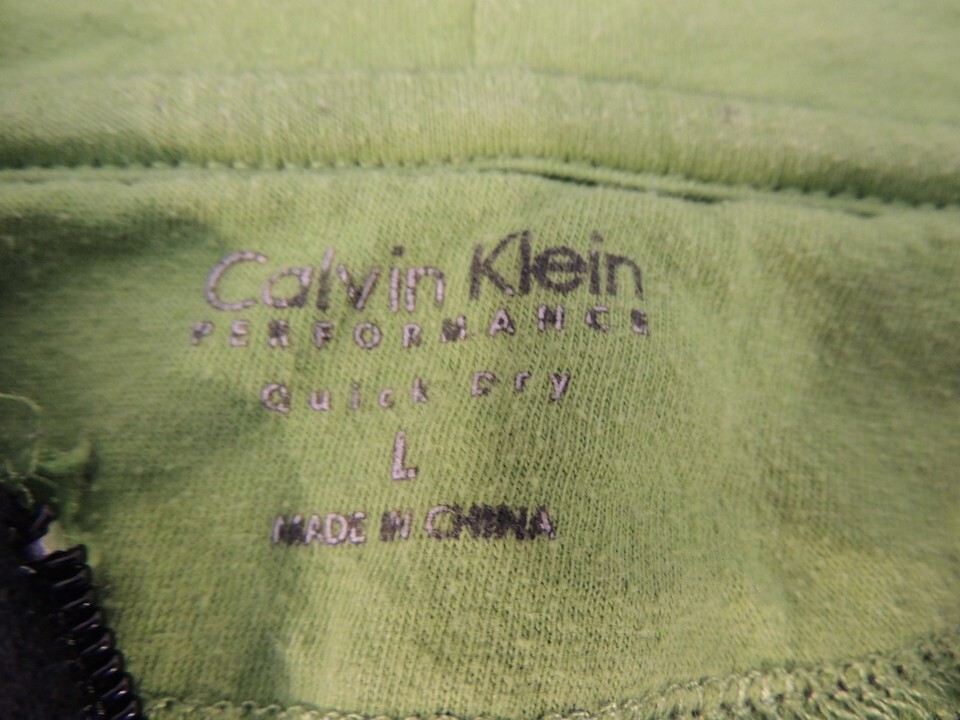 Calvin Klein
PERFORMANCE
Quick Dry
L
MADE IN CHINA